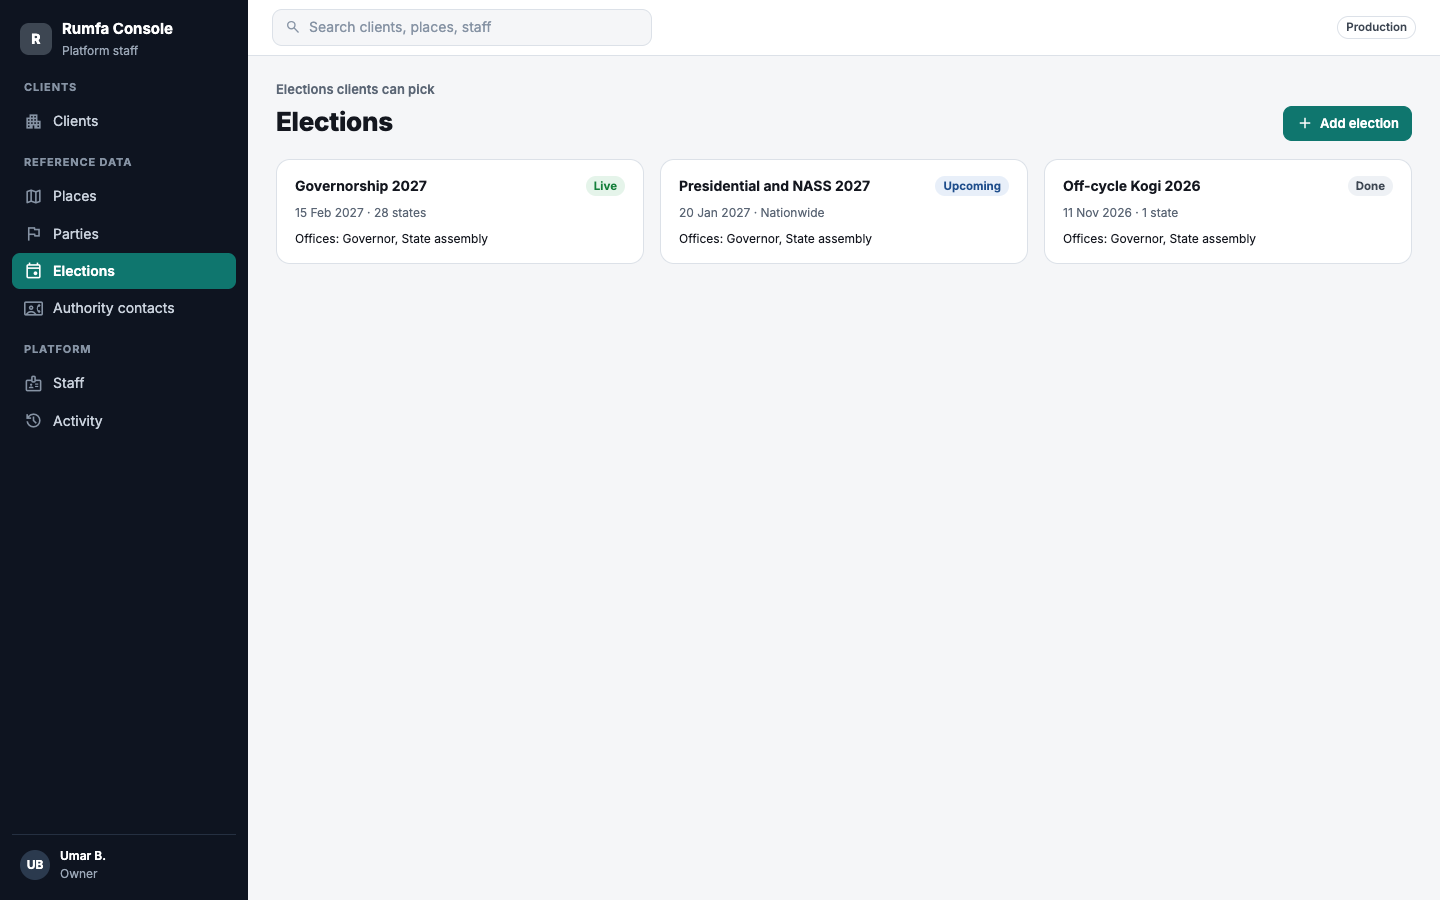 R
Rumfa Console
Platform staff
CLIENTS
Clients
REFERENCE DATA
Places
Parties
Elections
Authority contacts
PLATFORM
Staff
Activity
UB
Umar B.
Owner
Search clients, places, staff
Production
Elections clients can pick
Elections
+ Add election
Governorship 2027
Live
15 Feb 2027 · 28 states
Offices: Governor, State assembly
Presidential and NASS 2027
Upcoming
20 Jan 2027 · Nationwide
Offices: Governor, State assembly
Off-cycle Kogi 2026
Done
11 Nov 2026 · 1 state
Offices: Governor, State assembly